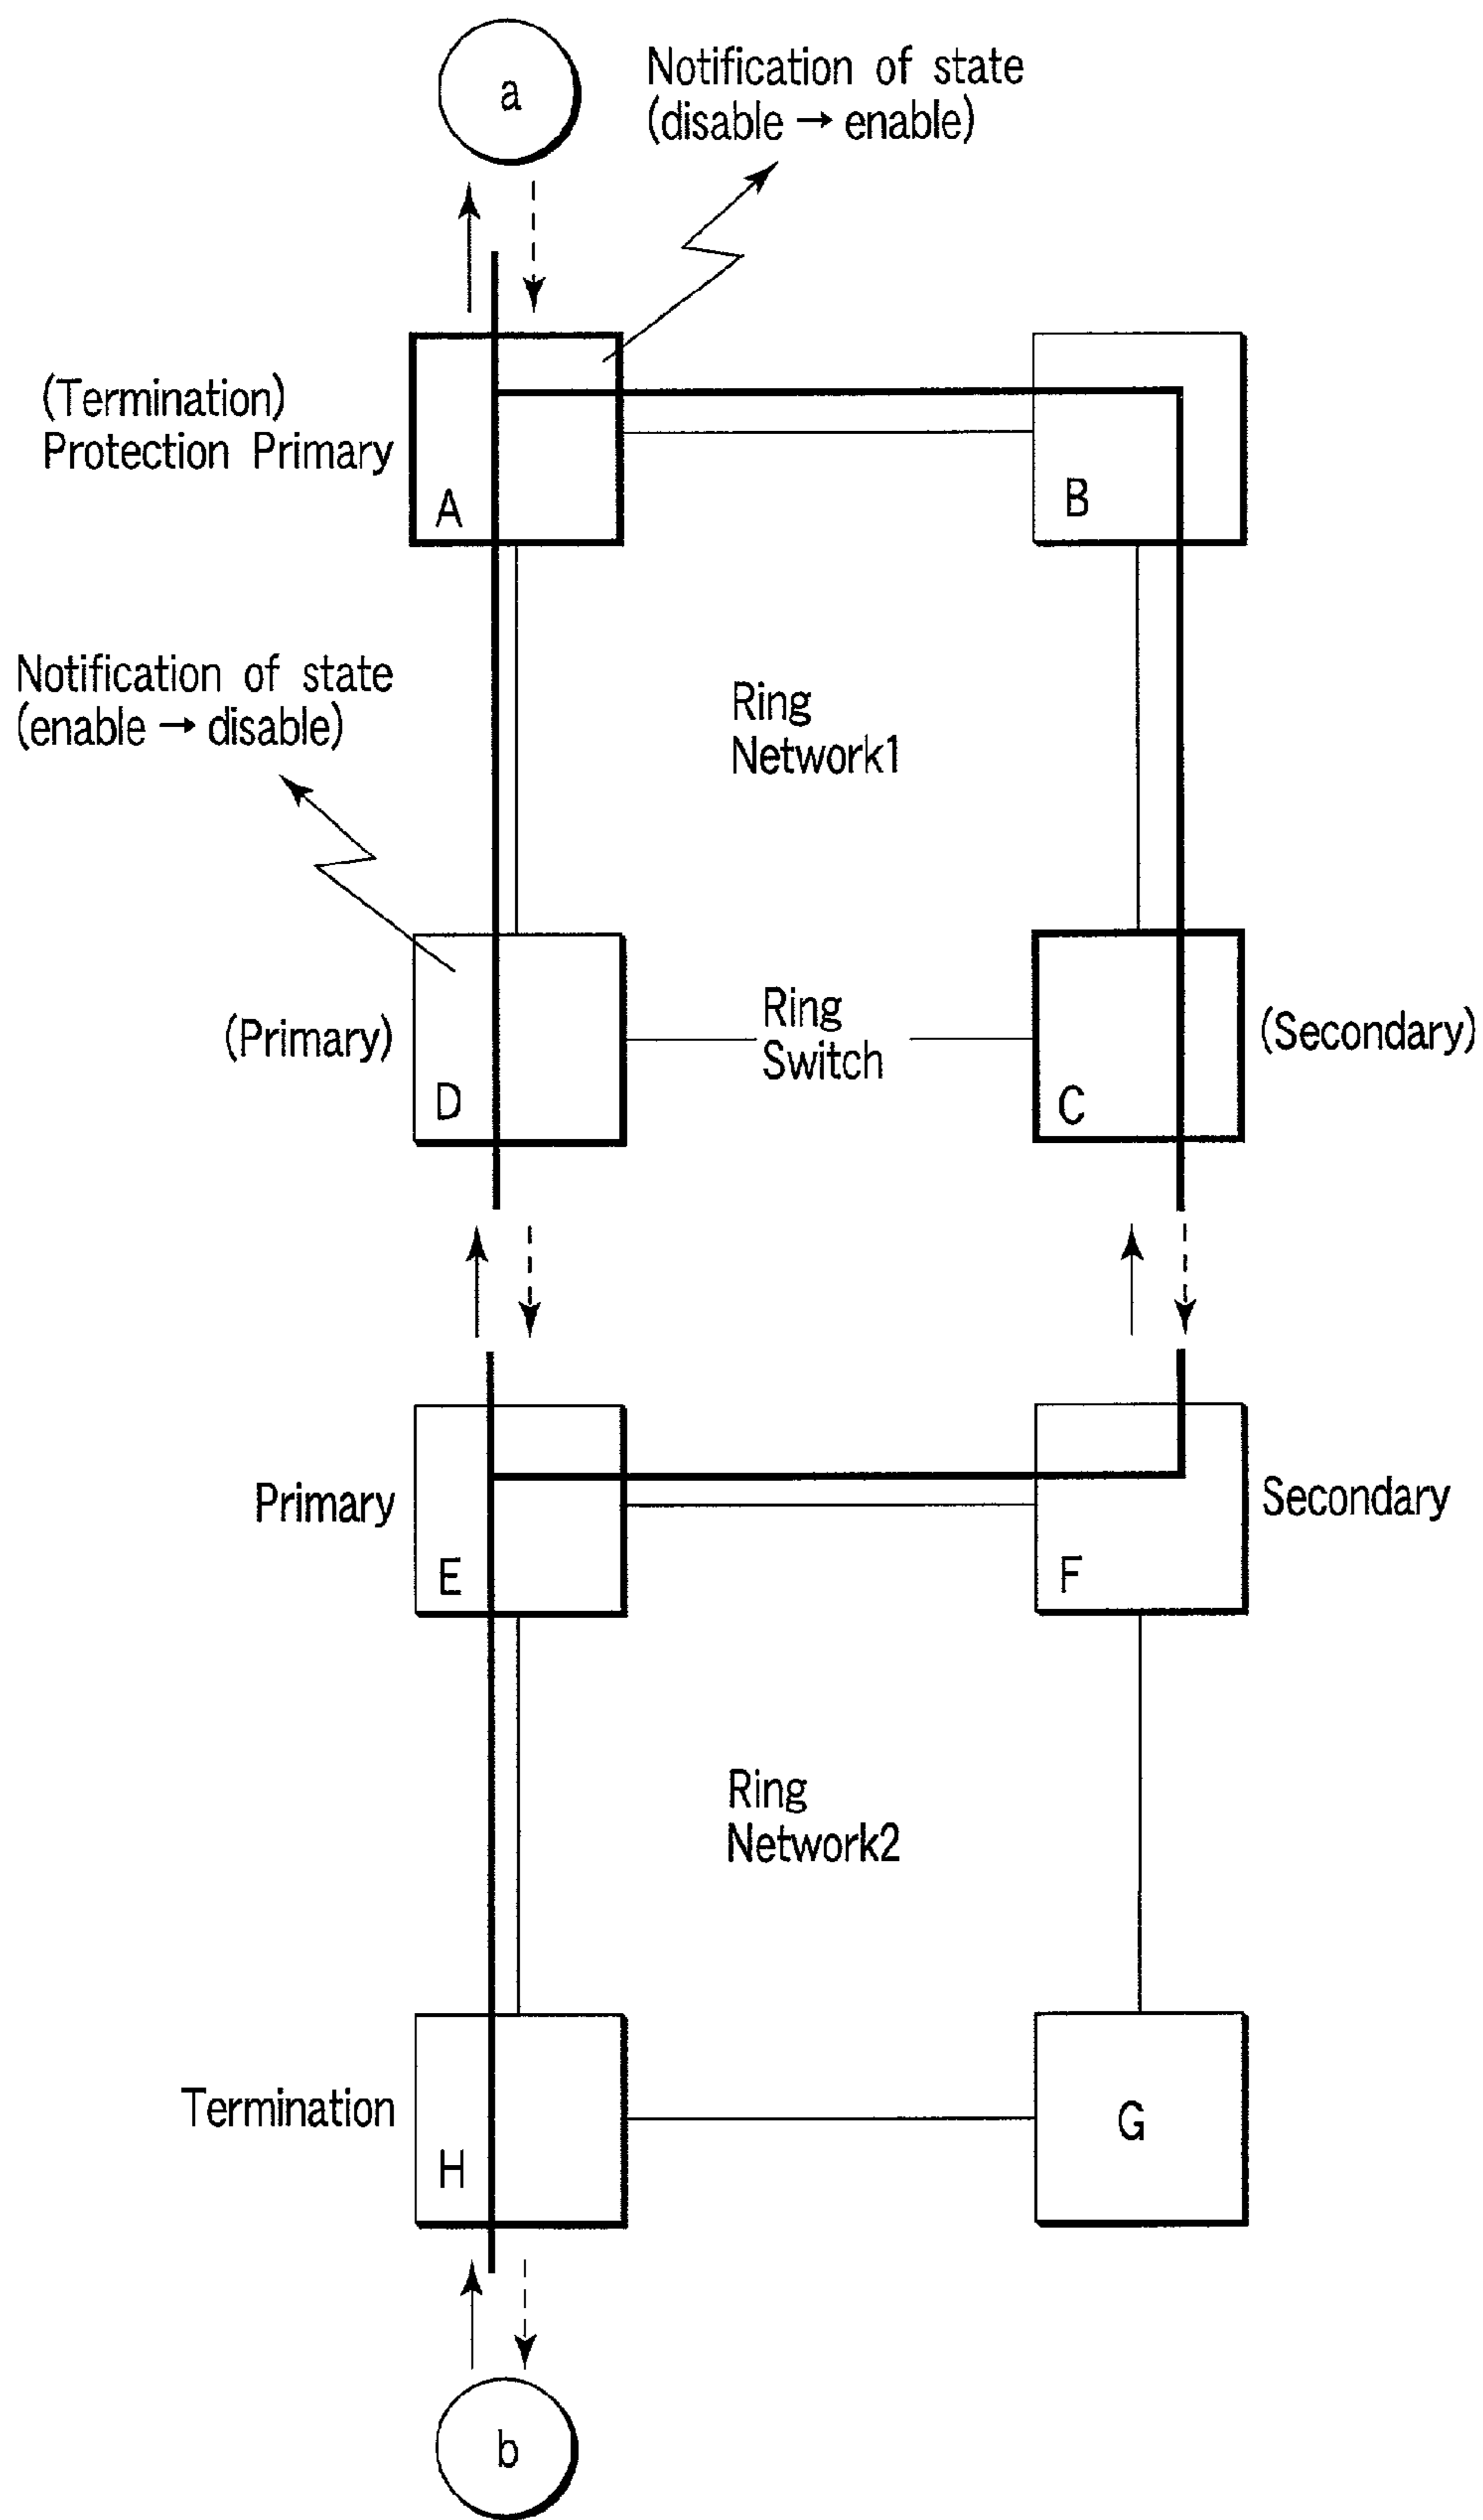 a
Notification of state
(disable → enable)
(Termination)
Protection Primary
A
B
Notification of state
(enable → disable)
Ring
Network1
(Primary)
D
Ring
Switch
C
(Secondary)
Primary
E
F
Secondary
Ring
Network2
Termination
H
G
b